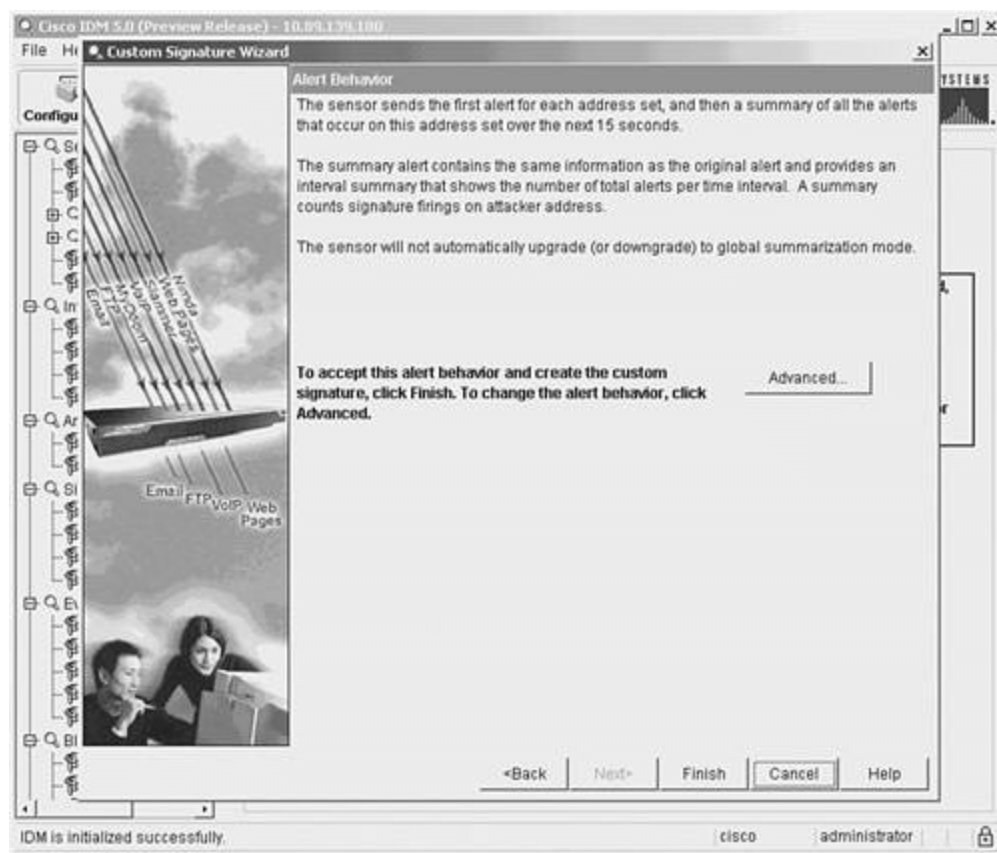 Cisco IDM 5.0 (Preview Release) - 10.89.139.100
File
Custom Signature Wizard
YSTEMS
Configu
Alert Behavior
The sensor sends the first alert for each address set, and then a summary of all the alerts
that occur on this address set over the next 15 seconds.
The summary alert contains the same information as the original alert and provides an
interval summary that shows the number of total alerts per time interval. A summary
counts signature firings on attacker address.
The sensor will not automatically upgrade (or downgrade) to global summarization mode.
To accept this alert behavior and create the custom
signature, click Finish. To change the alert behavior, click
Advanced.
Advanced...
Email
FTP
MyDoom
VoIP
Slammer
Web Pages
Nimda
Email
FTP
VoIP
Web
Pages
<Back
Next>
Finish
Cancel
Help
IDM is initialized successfully.
cisco
administrator